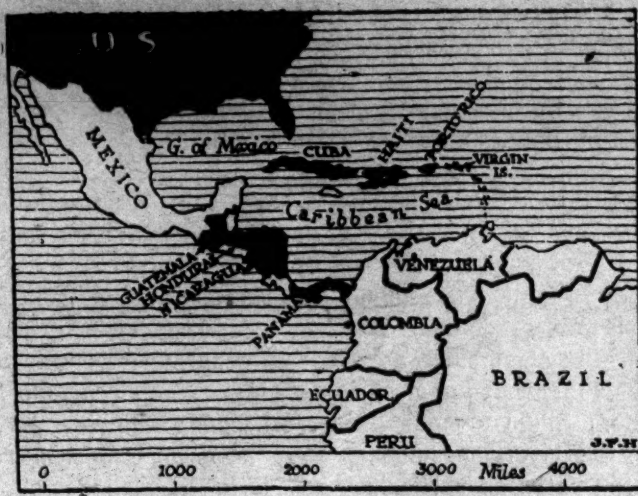 U S
MEXICO
G. of Mexico
CUBA
HAITI
PORTO RICO
VIRGIN
IS.
Caribbean Sea
GUATEMALA
HONDURAS
NICARAGUA
PANAMA
VENEZUELA
COLOMBIA
ECUADOR
PERU
BRAZIL
J.F.H
0 1000 2000 3000 Miles 4000